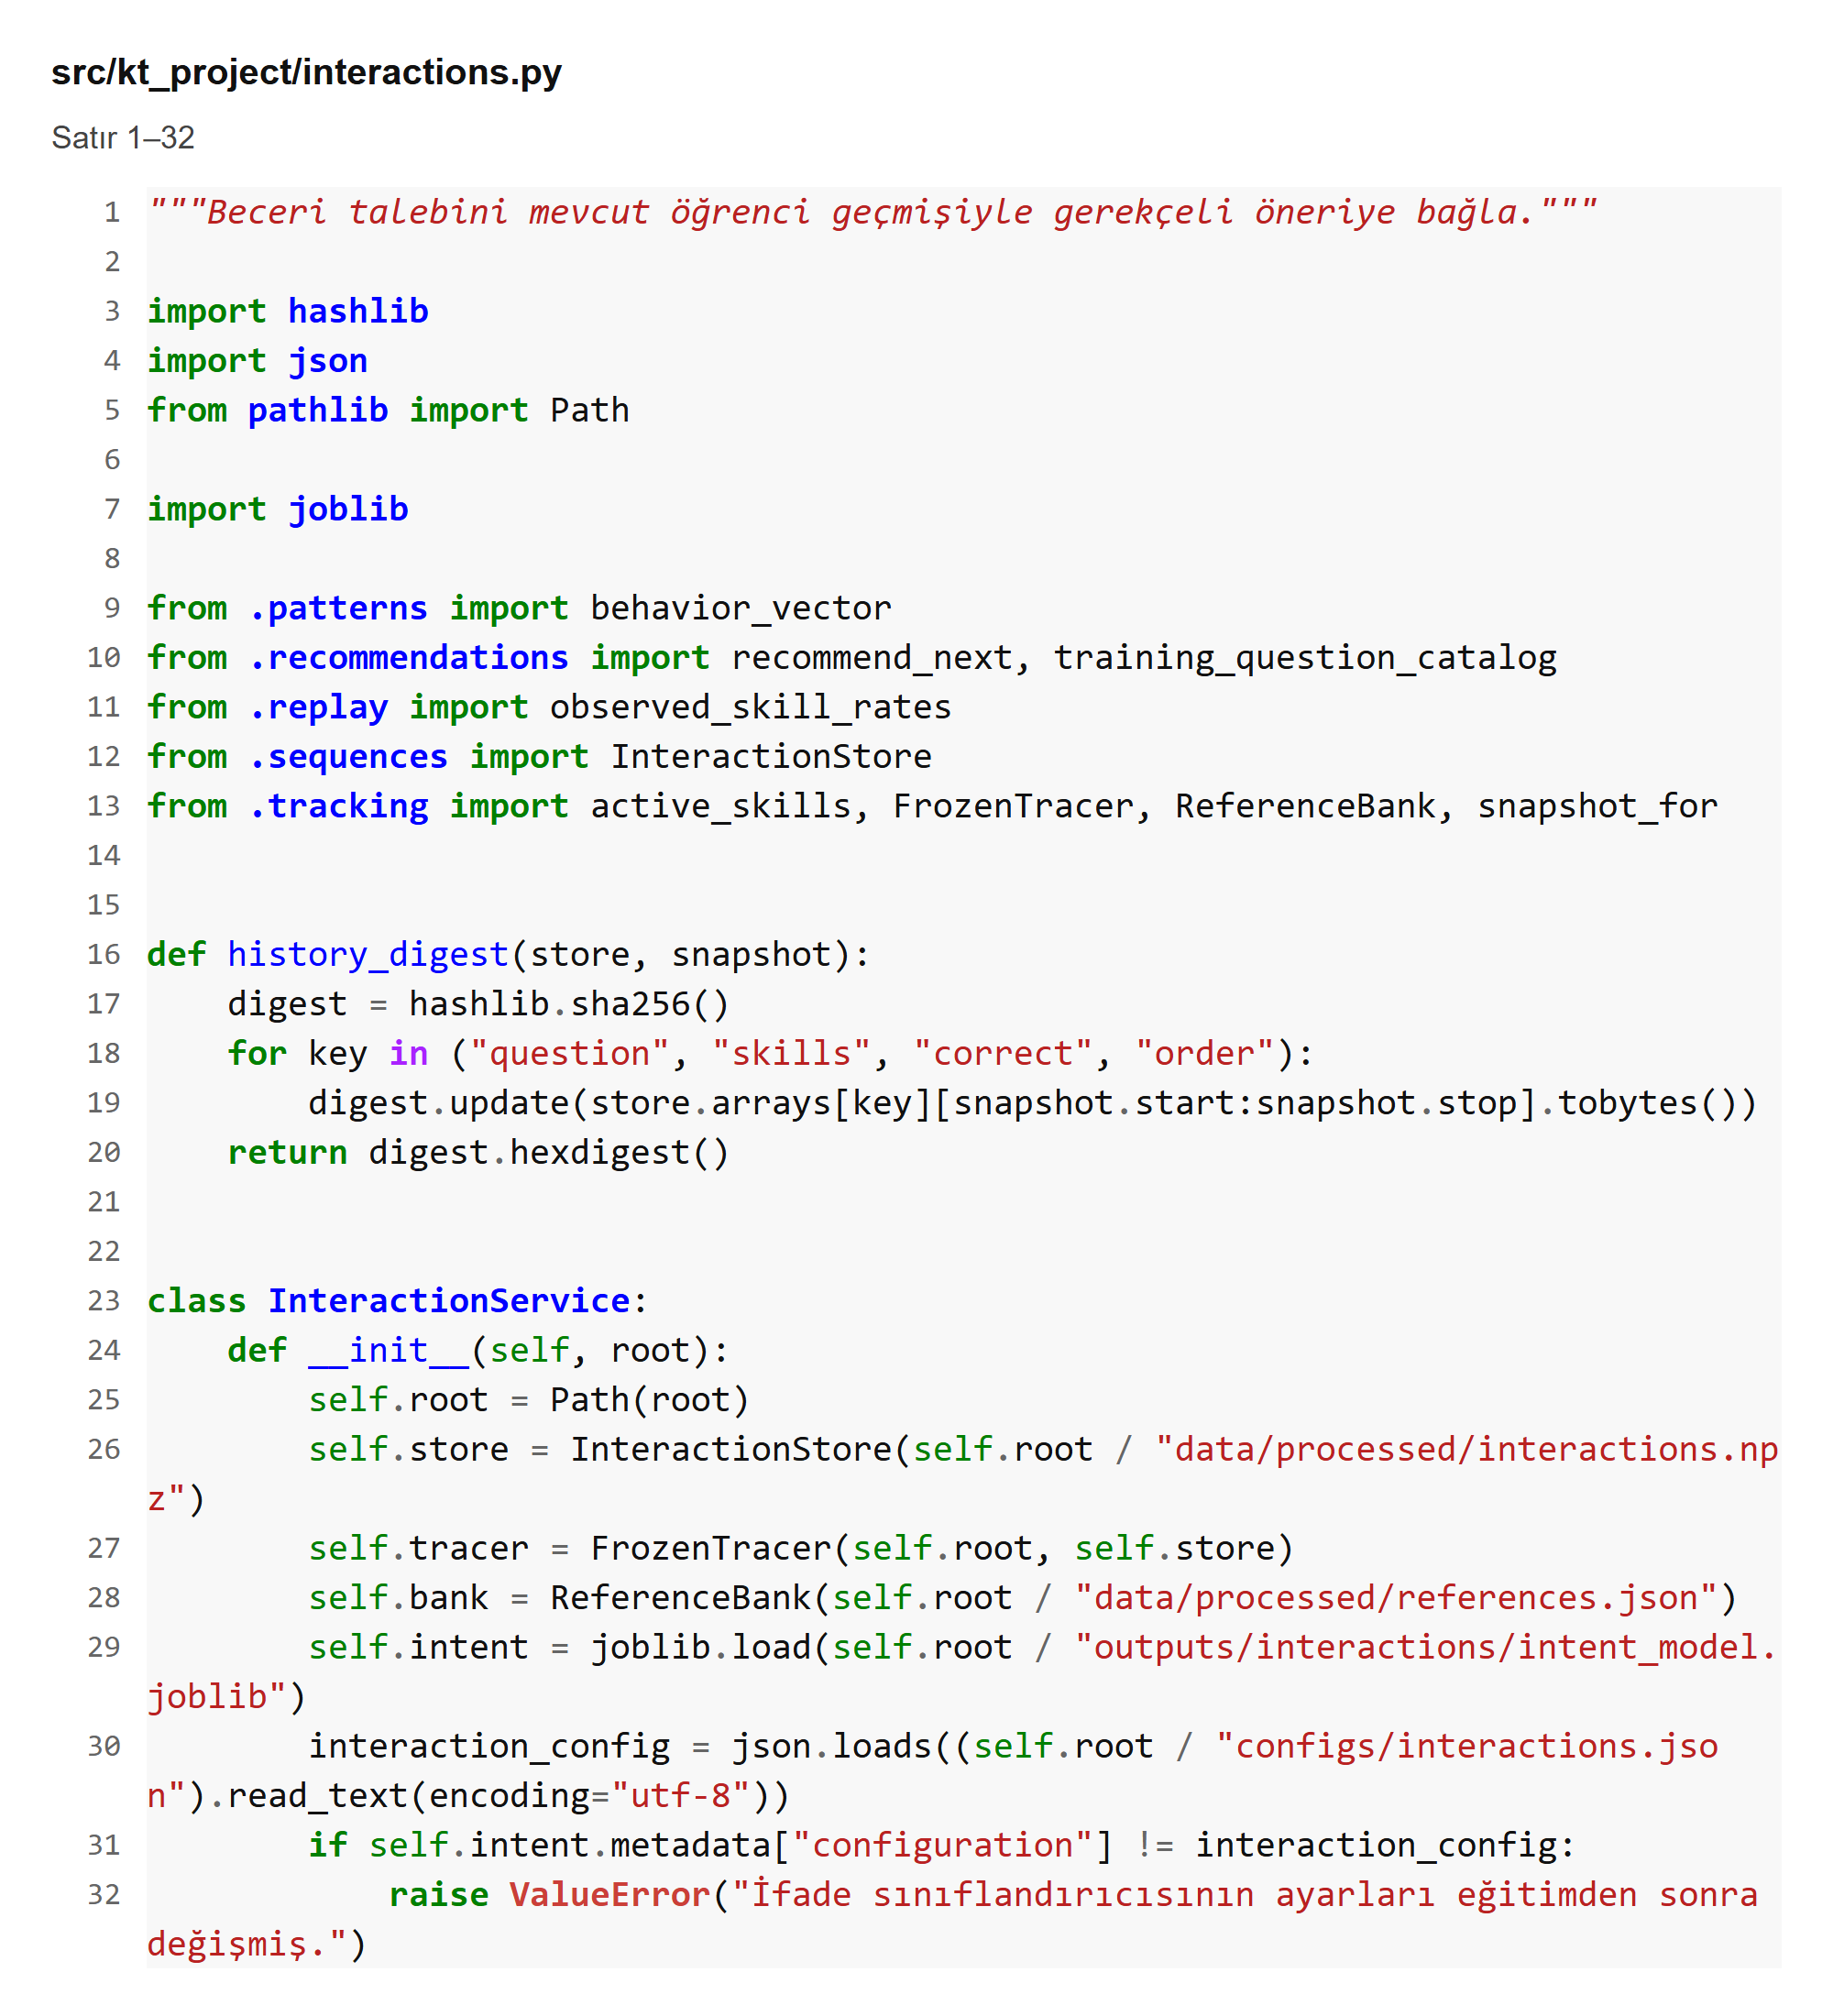 src/kt_project/interactions.py
Satır 1–32
1 """Beceri talebini mevcut öğrenci geçmişiyle gerekçeli öneriye bağla."""
2
3 import hashlib
4 import json
5 from pathlib import Path
6
7 import joblib
8
9 from .patterns import behavior_vector
10 from .recommendations import recommend_next, training_question_catalog
11 from .replay import observed_skill_rates
12 from .sequences import InteractionStore
13 from .tracking import active_skills, FrozenTracer, ReferenceBank, snapshot_for
14
15
16 def history_digest(store, snapshot):
17     digest = hashlib.sha256()
18     for key in ("question", "skills", "correct", "order"):
19         digest.update(store.arrays[key][snapshot.start:snapshot.stop].tobytes())
20     return digest.hexdigest()
21
22
23 class InteractionService:
24     def __init__(self, root):
25         self.root = Path(root)
26         self.store = InteractionStore(self.root / "data/processed/interactions.np
z")
27         self.tracer = FrozenTracer(self.root, self.store)
28         self.bank = ReferenceBank(self.root / "data/processed/references.json")
29         self.intent = joblib.load(self.root / "outputs/interactions/intent_model.
joblib")
30         interaction_config = json.loads((self.root / "configs/interactions.jso
n").read_text(encoding="utf-8"))
31         if self.intent.metadata["configuration"] != interaction_config:
32             raise ValueError("İfade sınıflandırıcısının ayarları eğitimden sonra
değişmiş.")